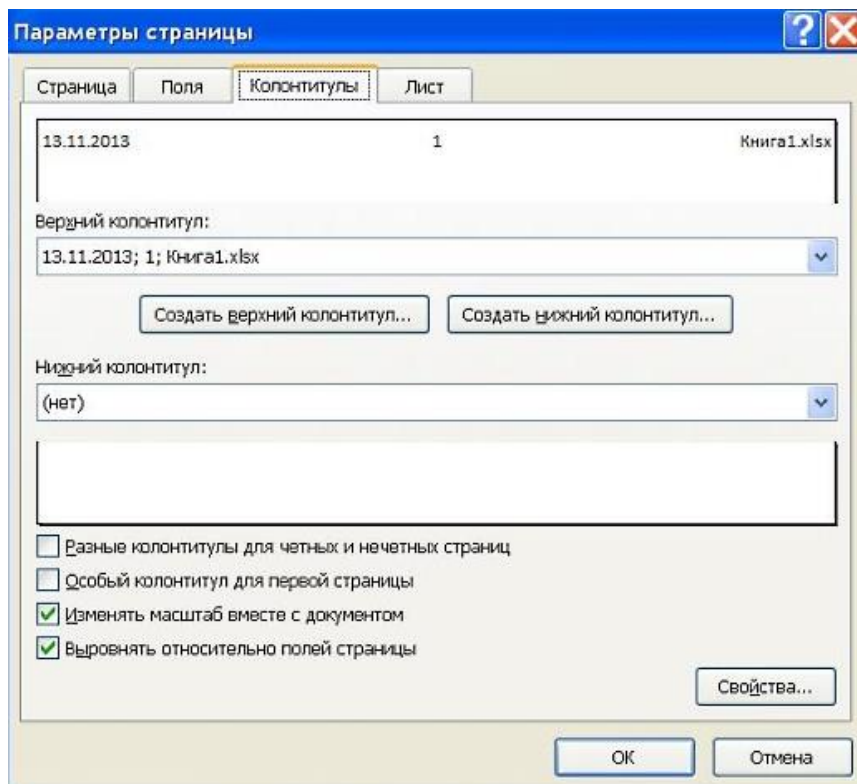 Параметры страницы
Страница Поля Колонтитулы Лист
13.11.2013 1 Книга1.xlsx
Верхний колонтитул:
13.11.2013; 1; Книга1.xlsx
Создать верхний колонтитул... Создать нижний колонтитул...
Нижний колонтитул:
(нет)
Разные колонтитулы для четных и нечетных страниц
Особый колонтитул для первой страницы
Изменять масштаб вместе с документом
Выровнять относительно полей страницы
Свойства...
ОК Отмена